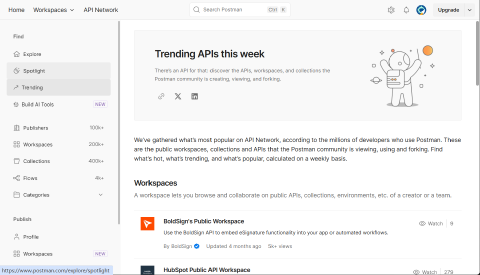 Home Workspaces API Network Search Postman Ctrl K Upgrade
Find
Explore
Spotlight
Trending
Build AI Tools NEW
Publishers 100k+
Workspaces 200k+
Collections 400k+
Flows 4k+
Categories
Publish
Profile
Workspaces NEW
https://www.postman.com/explore/spotlight
Trending APIs this week
There's an API for that: discover the APIs, workspaces, and collections the
Postman community is creating, viewing, and forking.
We've gathered what's most popular on API Network, according to the millions of developers who use Postman. These
are the public workspaces, collections and APIs that the Postman community is viewing, using and forking. Find
what's hot, what's trending, and what's popular, calculated on a weekly basis.
Workspaces
A workspace lets you browse and collaborate on public APIs, collections, environments, etc. of a creator or a team.
BoldSign's Public Workspace Watch 9
Use the BoldSign API to embed eSignature functionality into your app or automated workflows.
By BoldSign Updated 4 months ago 5k+ views
HubSpot Public API Workspace Watch 279